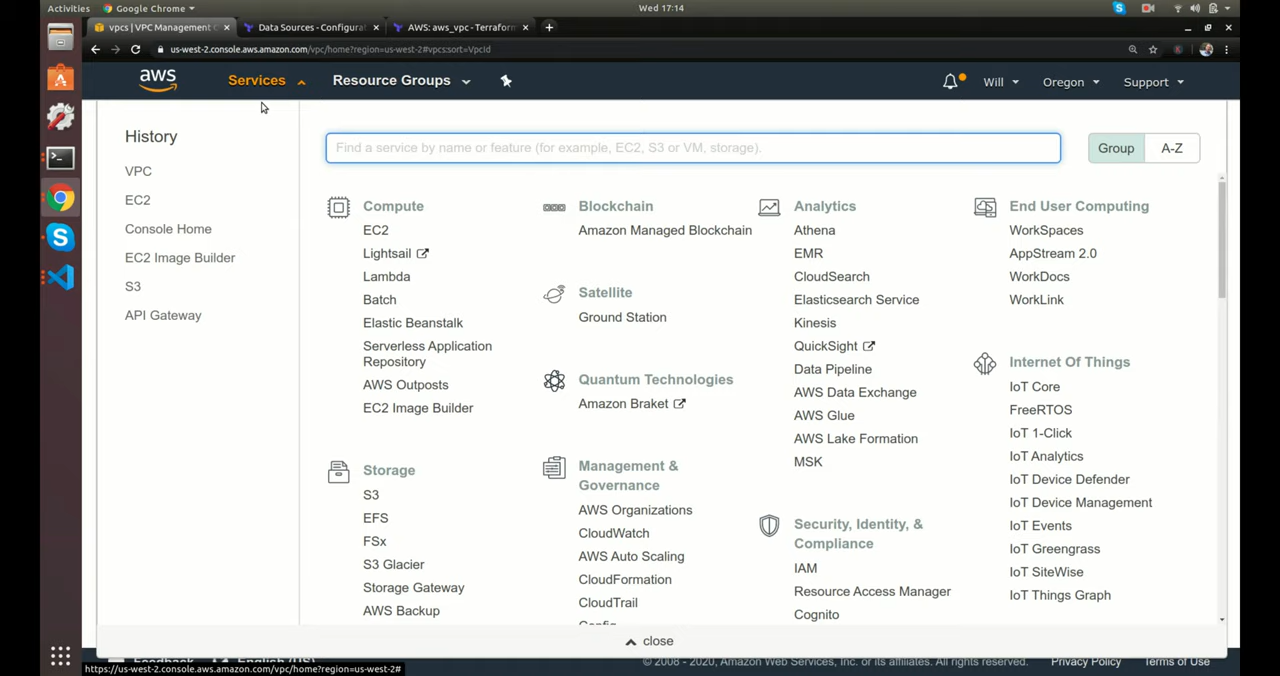 Activities
Google Chrome
Wed 17:14
vpcs | VPC Management C
Data Sources - Configurat
AWS: aws_vpc - Terraform
us-west-2.console.aws.amazon.com/vpc/home?region=us-west-2#vpcs:sort=VpcId
aws
Services
Resource Groups
Will
Oregon
Support
History
VPC
EC2
Console Home
EC2 Image Builder
S3
API Gateway
Find a service by name or feature (for example, EC2, S3 or VM, storage).
Group
A-Z
Compute
EC2
Lightsail
Lambda
Batch
Elastic Beanstalk
Serverless Application
Repository
AWS Outposts
EC2 Image Builder
Storage
S3
EFS
FSx
S3 Glacier
Storage Gateway
AWS Backup
Blockchain
Amazon Managed Blockchain
Satellite
Ground Station
Quantum Technologies
Amazon Braket
Management &
Governance
AWS Organizations
CloudWatch
AWS Auto Scaling
CloudFormation
CloudTrail
Config
Analytics
Athena
EMR
CloudSearch
Elasticsearch Service
Kinesis
QuickSight
Data Pipeline
AWS Data Exchange
AWS Glue
AWS Lake Formation
MSK
Security, Identity, &
Compliance
IAM
Resource Access Manager
Cognito
End User Computing
WorkSpaces
AppStream 2.0
WorkDocs
WorkLink
Internet Of Things
IoT Core
FreeRTOS
IoT 1-Click
IoT Analytics
IoT Device Defender
IoT Device Management
IoT Events
IoT Greengrass
IoT SiteWise
IoT Things Graph
close
Feedback
English (US)
© 2008 - 2020, Amazon Web Services, Inc. or its affiliates. All rights reserved.
Privacy Policy
Terms of Use
https://us-west-2.console.aws.amazon.com/vpc/home?region=us-west-2#